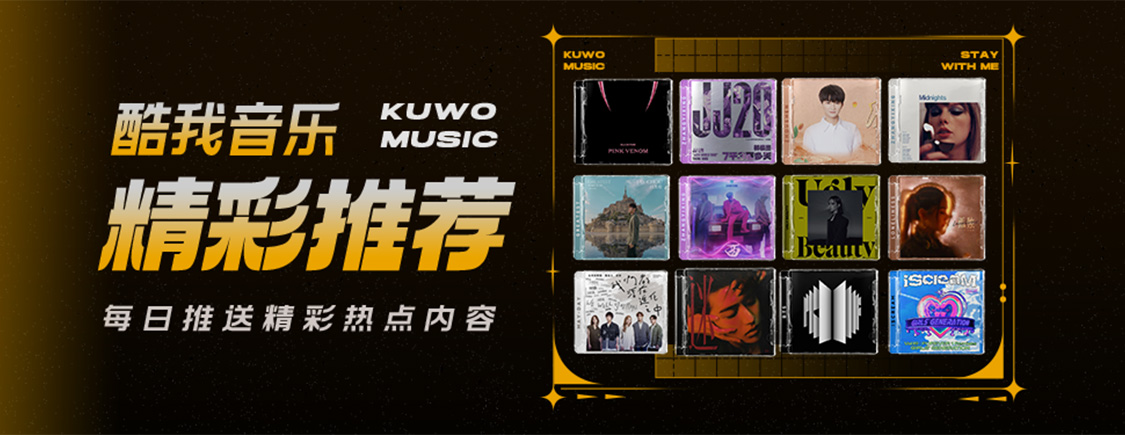 酷我音乐
KUWO
MUSIC
精彩推荐
每日推送精彩热点内容
KUWO
MUSIC
STAY
WITH ME
PINK VENOM
JJ20
Midnights
Ugly
Beauty
iSCREAM
GIRLS' GENERATION